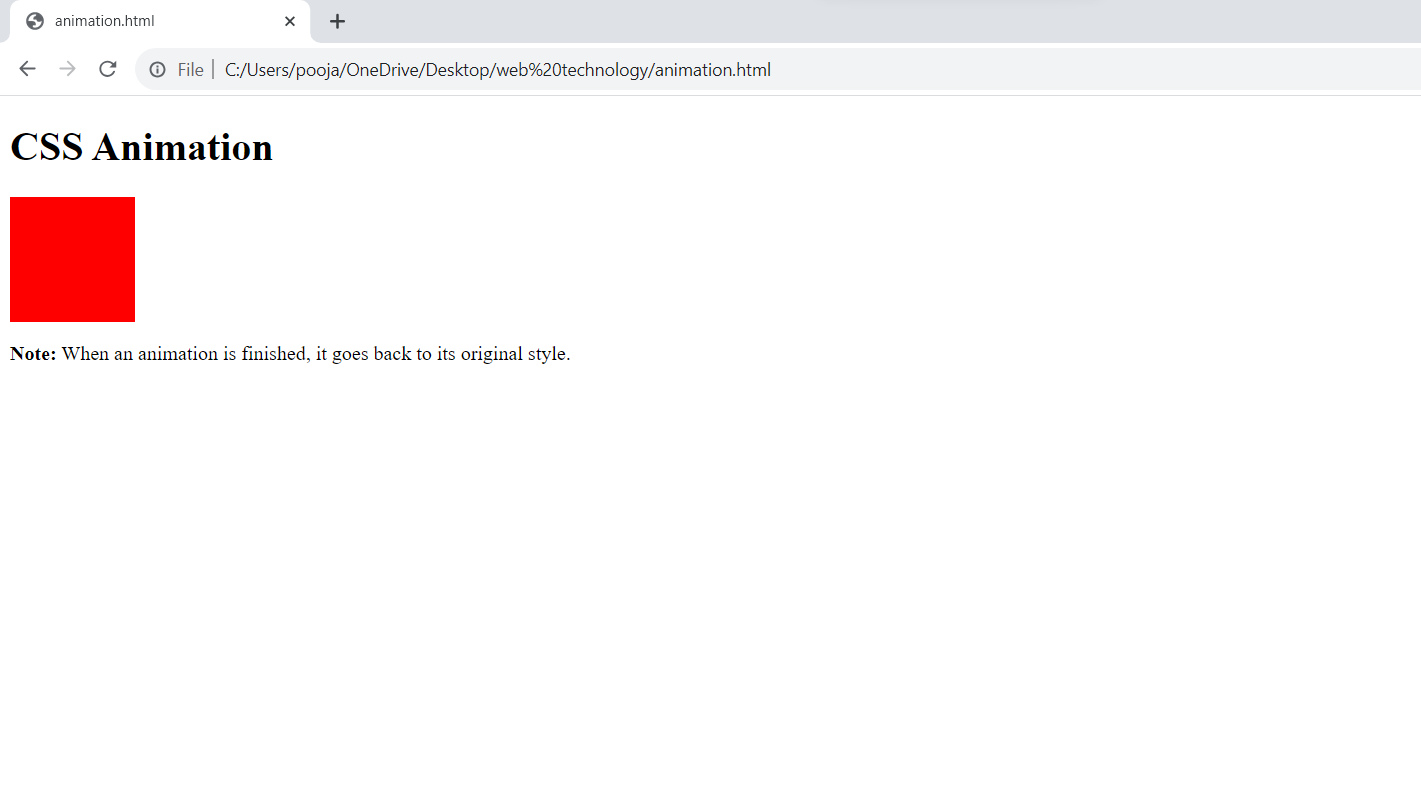 animation.html
File | C:/Users/pooja/OneDrive/Desktop/web%20technology/animation.html
CSS Animation
Note: When an animation is finished, it goes back to its original style.